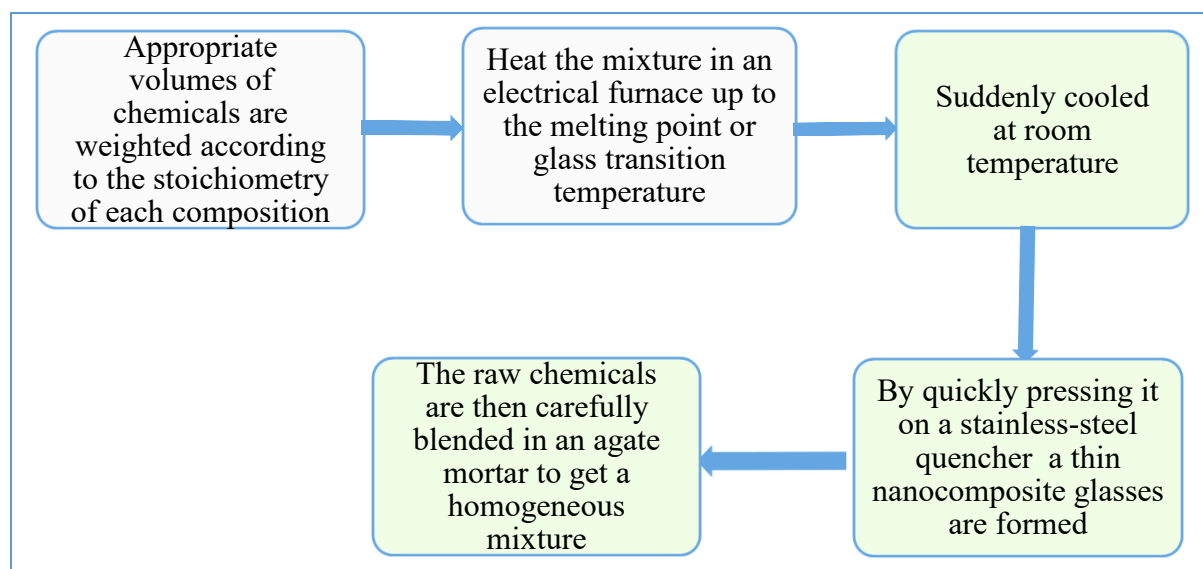 Appropriate
volumes of
chemicals are
weighted according
to the stoichiometry
of each composition
Heat the mixture in an
electrical furnace up to
the melting point or
glass transition
temperature
Suddenly cooled
at room
temperature
By quickly pressing it
on a stainless-steel
quencher a thin
nanocomposite glasses
are formed
The raw chemicals
are then carefully
blended in an agate
mortar to get a
homogeneous
mixture